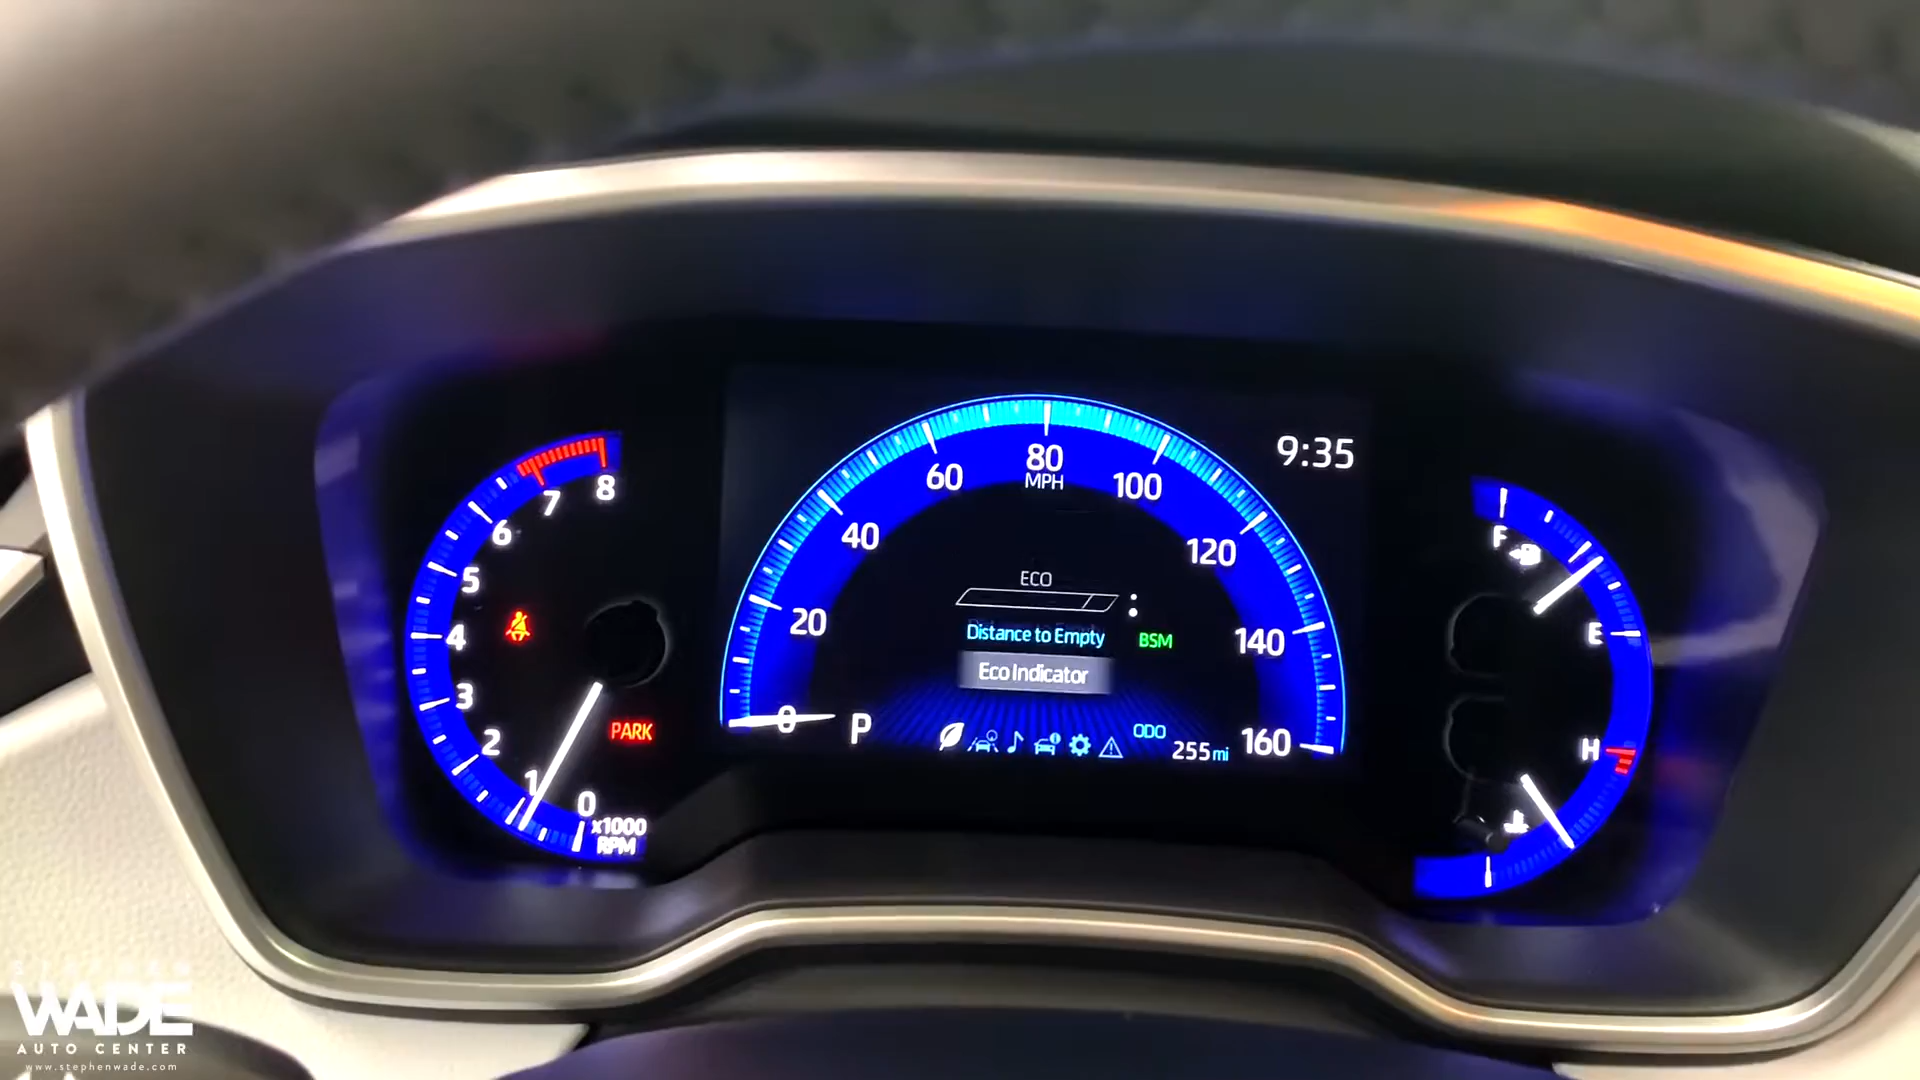 9:35
8
7
6
5
4
3
2
1
0
x1000
RPM
PARK
0
20
40
60
80
MPH
100
120
140
160
ECO
Distance to Empty
BSM
Eco Indicator
P
ODO
255 mi
F
E
H
STEPHEN
WADE
AUTO CENTER
www.stephenwade.com